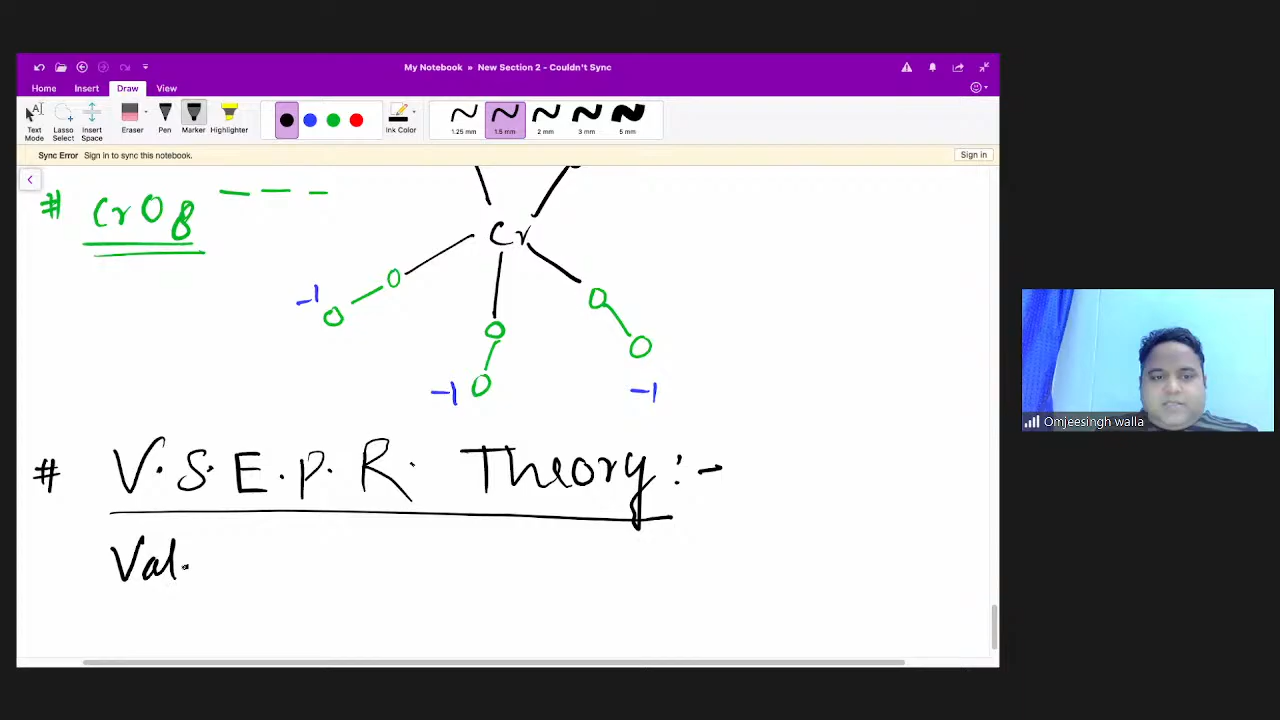 My Notebook » New Section 2 - Couldn't Sync
Home Insert Draw View
Text Mode
Lasso Select
Insert Space
Eraser
Pen
Marker
Highlighter
Ink Color
1.25 mm
1.5 mm
2 mm
3 mm
5 mm
Sync Error Sign in to sync this notebook.
Sign in
# CrO8 - - -
Cr
O
O
-1
O
O
-1
O
O
-1
# V.S.E.P.R. Theory :-
Val.
Omjeesingh walla